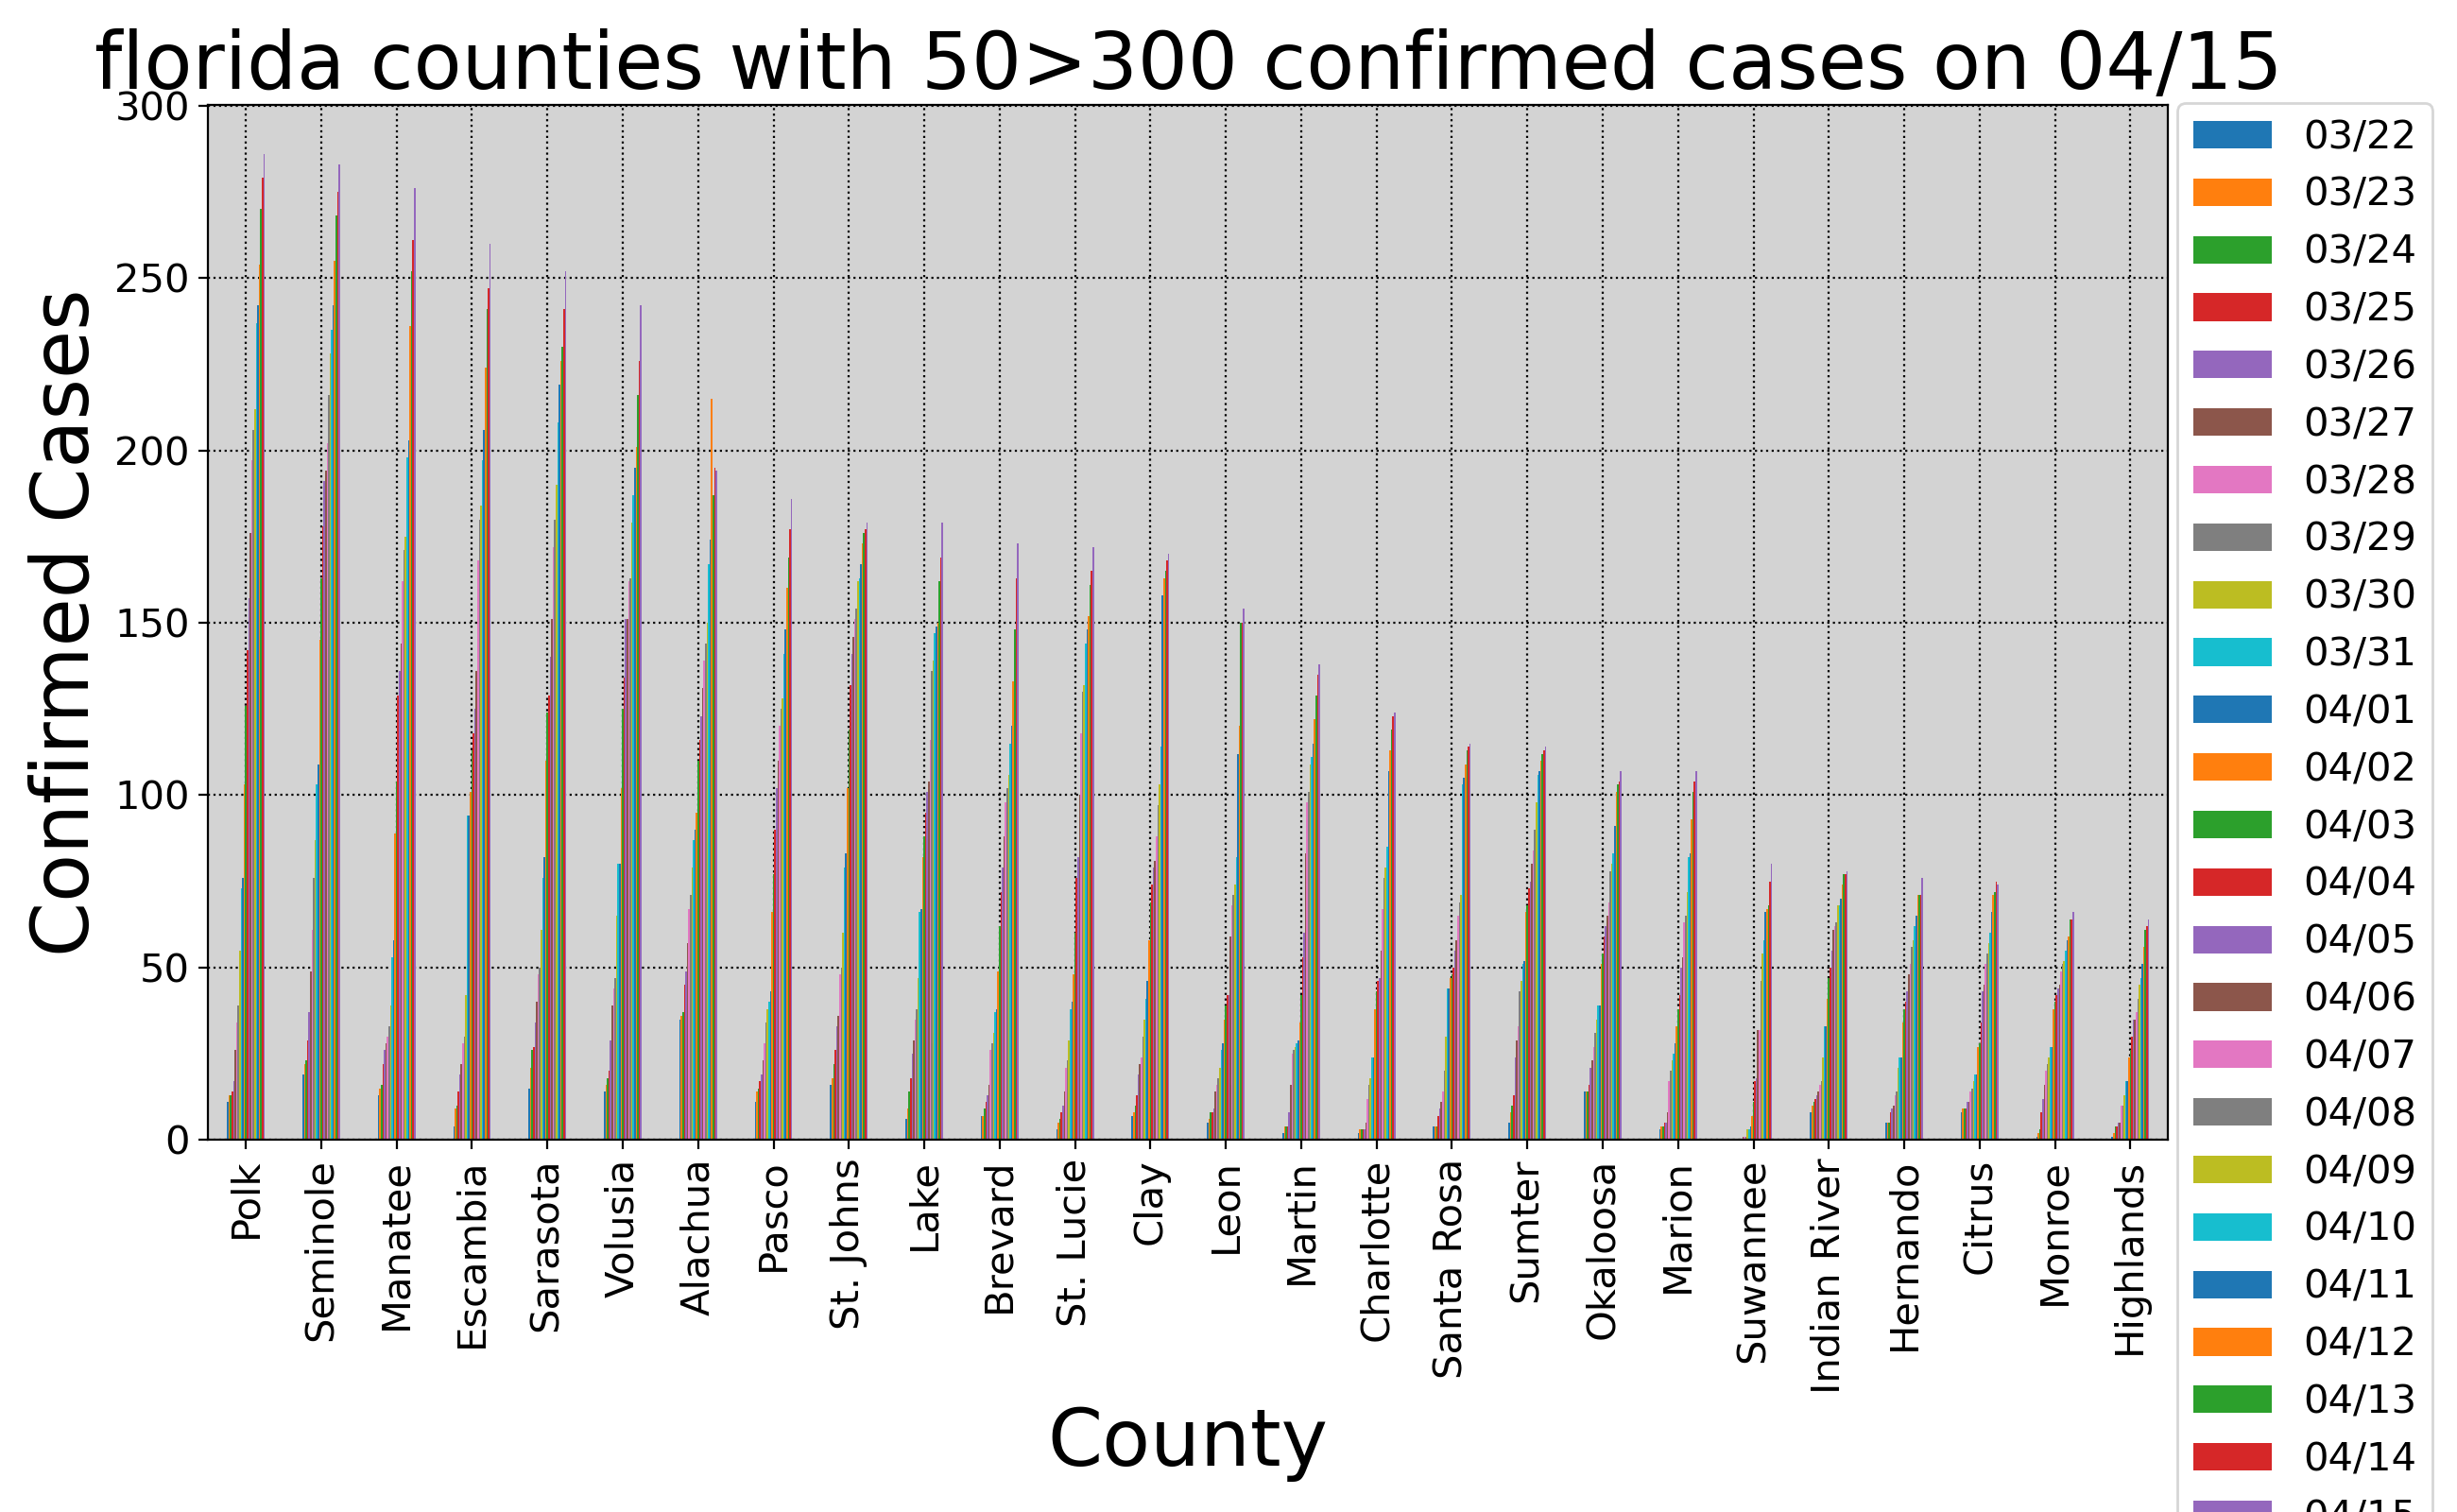 florida counties with 50>300 confirmed cases on 04/15
300
250
200
150
100
50
0
Confirmed Cases
Polk
Seminole
Manatee
Escambia
Sarasota
Volusia
Alachua
Pasco
St. Johns
Lake
Brevard
St. Lucie
Clay
Leon
Martin
Charlotte
Santa Rosa
Sumter
Okaloosa
Marion
Suwannee
Indian River
Hernando
Citrus
Monroe
Highlands
County
03/22
03/23
03/24
03/25
03/26
03/27
03/28
03/29
03/30
03/31
04/01
04/02
04/03
04/04
04/05
04/06
04/07
04/08
04/09
04/10
04/11
04/12
04/13
04/14
04/15